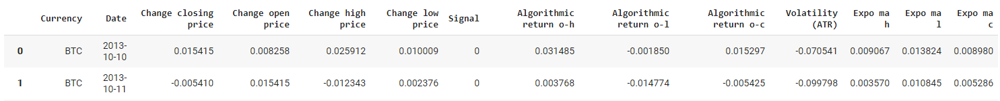 Currency Date Change closing price Change open price Change high price Change low price Signal Algorithmic return o-h Algorithmic return o-l Algorithmic return o-c Volatility (ATR) Expo ma h Expo ma l Expo ma c
0 BTC 2013-10-10 0.015415 0.008258 0.025912 0.010009 0 0.031485 -0.001850 0.015297 -0.070541 0.009067 0.013824 0.008980
1 BTC 2013-10-11 -0.005410 0.015415 -0.012343 0.002376 0 0.003768 -0.014774 -0.005425 -0.099798 0.003570 0.010845 0.005286